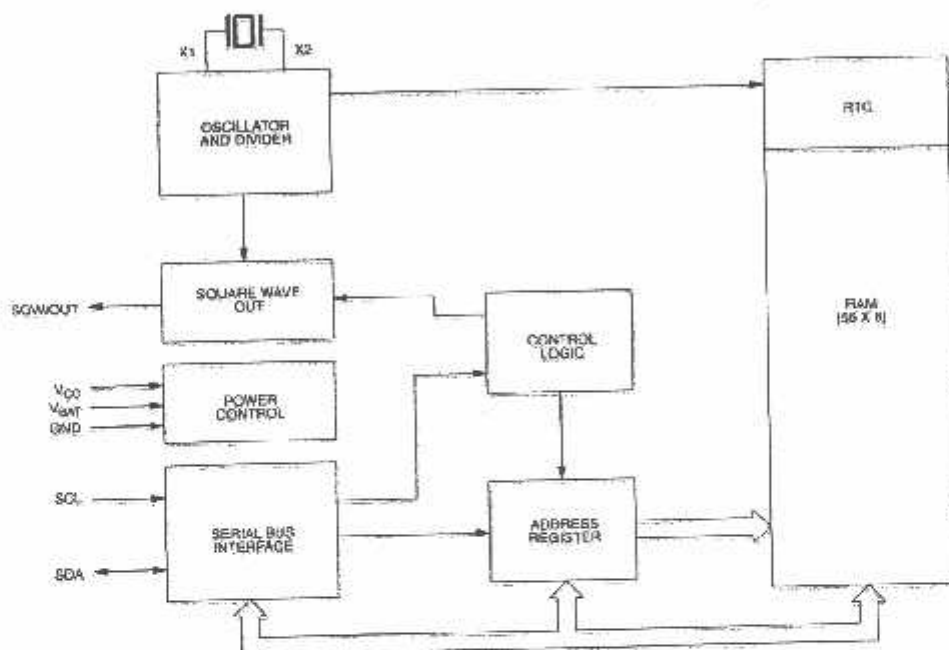 X1
X2
OSCILLATOR
AND DIVIDER
RTC
SQUARE WAVE
OUT
SQW/OUT
CONTROL
LOGIC
RAM
(56 X 8)
VCC
VBAT
GND
POWER
CONTROL
SCL
SERIAL BUS
INTERFACE
ADDRESS
REGISTER
SDA